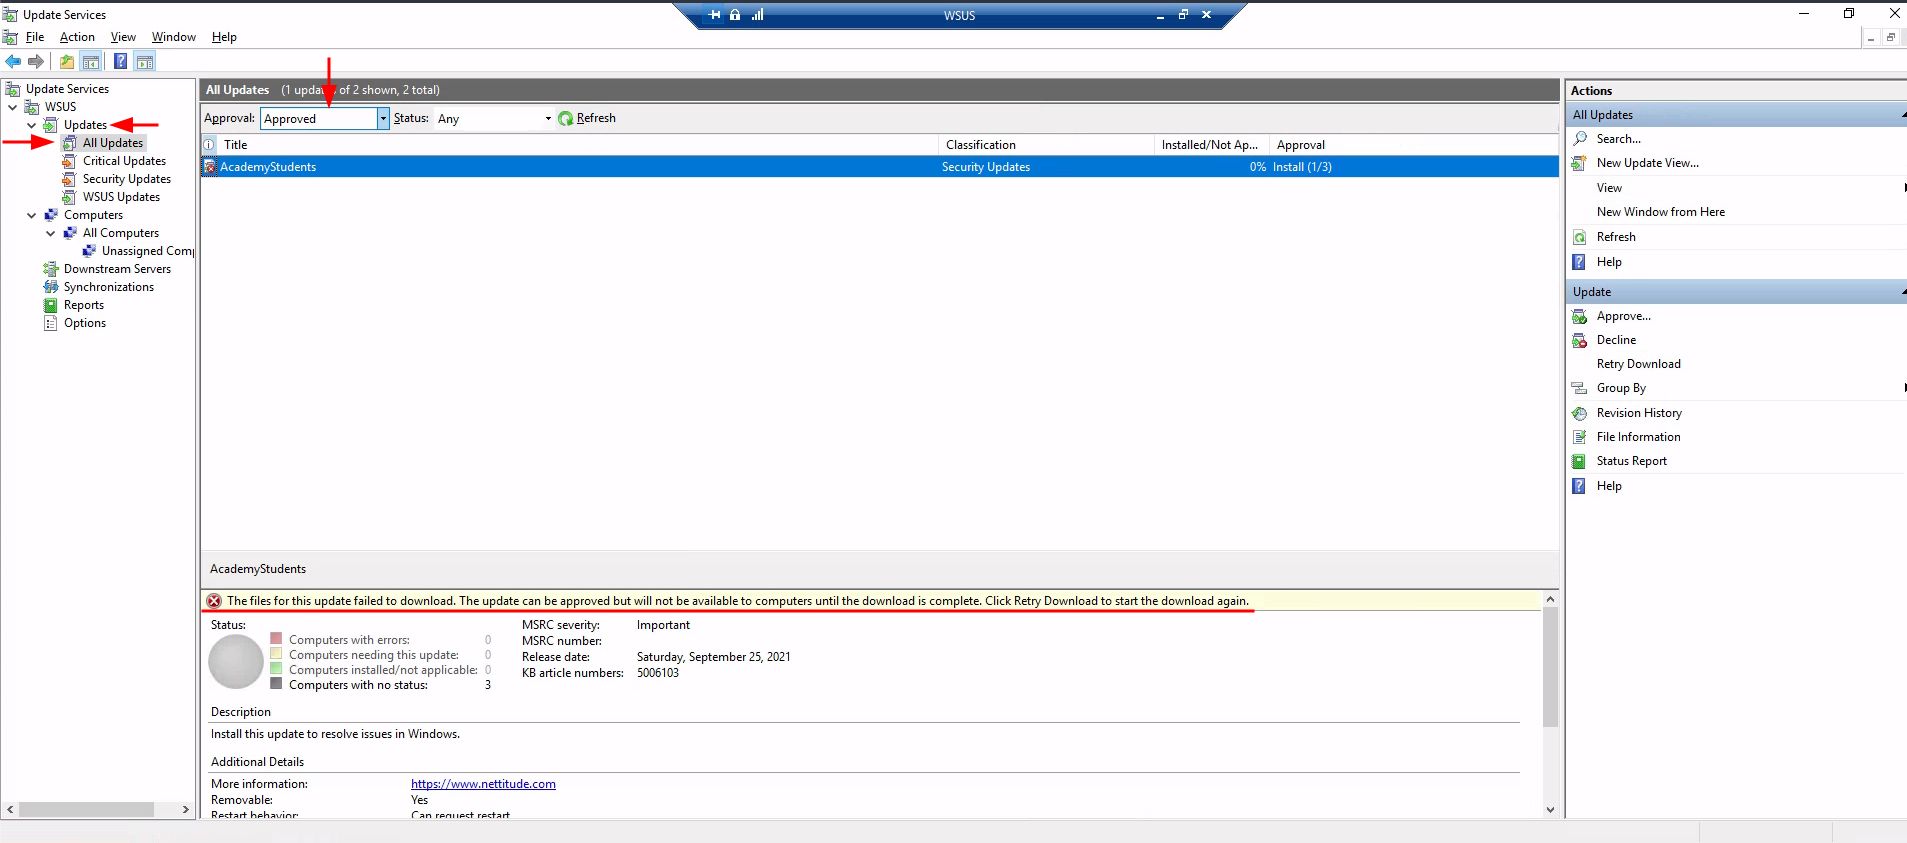 Update Services
WSUS
File Action View Window Help
Update Services
WSUS
Updates
All Updates
Critical Updates
Security Updates
WSUS Updates
Computers
All Computers
Unassigned Comp
Downstream Servers
Synchronizations
Reports
Options
All Updates (1 update of 2 shown, 2 total)
Approval: Approved Status: Any Refresh
Title Classification Installed/Not Ap... Approval
AcademyStudents Security Updates 0% Install (1/3)
AcademyStudents
The files for this update failed to download. The update can be approved but will not be available to computers until the download is complete. Click Retry Download to start the download again.
Status:
Computers with errors: 0
Computers needing this update: 0
Computers installed/not applicable: 0
Computers with no status: 3
MSRC severity: Important
MSRC number:
Release date: Saturday, September 25, 2021
KB article numbers: 5006103
Description
Install this update to resolve issues in Windows.
Additional Details
More information: https://www.nettitude.com
Removable: Yes
Restart behavior: Can request restart
Actions
All Updates
Search...
New Update View...
View
New Window from Here
Refresh
Help
Update
Approve...
Decline
Retry Download
Group By
Revision History
File Information
Status Report
Help